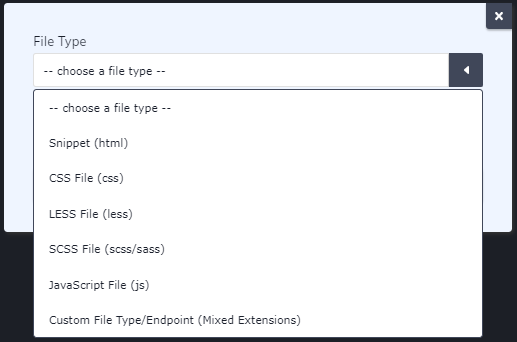 File Type
-- choose a file type --
-- choose a file type --
Snippet (html)
CSS File (css)
LESS File (less)
SCSS File (scss/sass)
JavaScript File (js)
Custom File Type/Endpoint (Mixed Extensions)